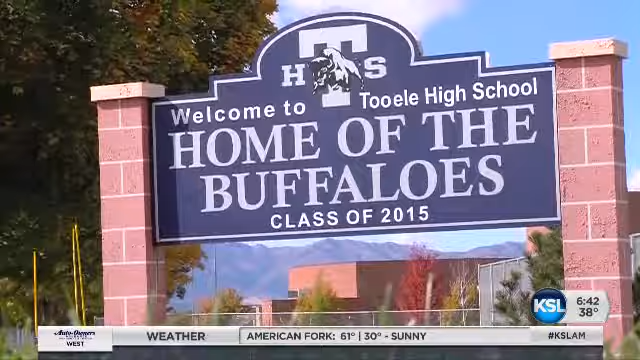 T
H S
Welcome to Tooele High School
HOME OF THE
BUFFALOES
CLASS OF 2015
KSL 6:42
38°
#KSLAM
Auto-Owners
WEST
WEATHER AMERICAN FORK: 61° | 30° - SUNNY